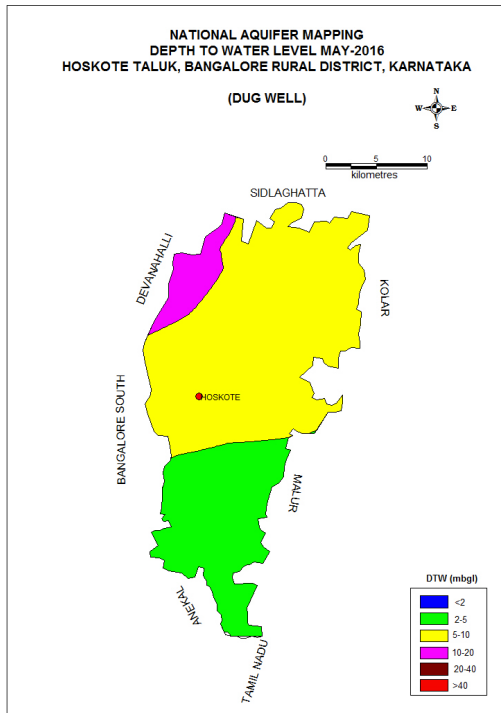 NATIONAL AQUIFER MAPPING
DEPTH TO WATER LEVEL MAY-2016
HOSKOTE TALUK, BANGALORE RURAL DISTRICT, KARNATAKA
(DUG WELL)
N
W E
S
0 5 10
kilometres
SIDLAGHATTA
DEVANAHALLI
KOLAR
BANGALORE SOUTH
HOSKOTE
MALUR
ANEKAL
TAMIL NADU
DTW (mbgl)
<2
2-5
5-10
10-20
20-40
>40